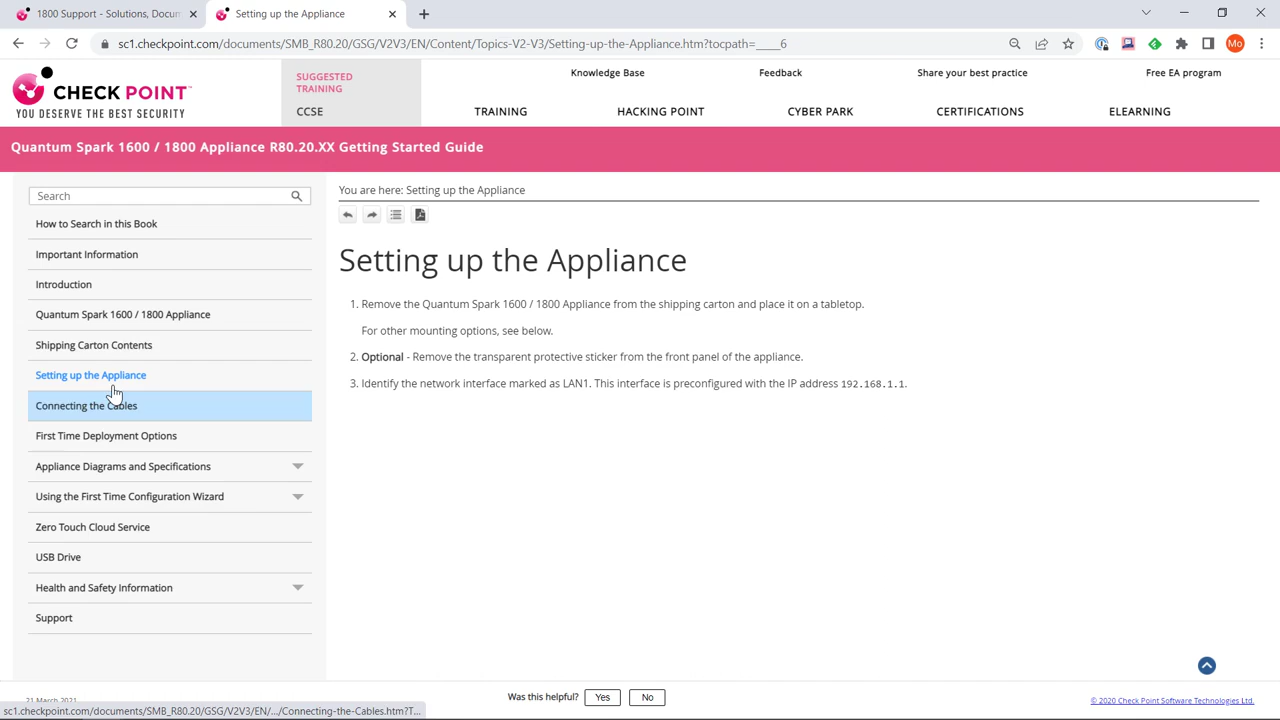 1800 Support - Solutions, Docum
Setting up the Appliance
sc1.checkpoint.com/documents/SMB_R80.20/GSG/V2V3/EN/Content/Topics-V2-V3/Setting-up-the-Appliance.htm?tocpath=____6
Mo
CHECK POINT™
YOU DESERVE THE BEST SECURITY
SUGGESTED
TRAINING
CCSE
Knowledge Base
Feedback
Share your best practice
Free EA program
TRAINING
HACKING POINT
CYBER PARK
CERTIFICATIONS
ELEARNING
Quantum Spark 1600 / 1800 Appliance R80.20.XX Getting Started Guide
Search
How to Search in this Book
Important Information
Introduction
Quantum Spark 1600 / 1800 Appliance
Shipping Carton Contents
Setting up the Appliance
Connecting the Cables
First Time Deployment Options
Appliance Diagrams and Specifications
Using the First Time Configuration Wizard
Zero Touch Cloud Service
USB Drive
Health and Safety Information
Support
You are here: Setting up the Appliance
Setting up the Appliance
1. Remove the Quantum Spark 1600 / 1800 Appliance from the shipping carton and place it on a tabletop.
For other mounting options, see below.
2. Optional - Remove the transparent protective sticker from the front panel of the appliance.
3. Identify the network interface marked as LAN1. This interface is preconfigured with the IP address 192.168.1.1.
21 March 2021
Was this helpful?
Yes
No
© 2020 Check Point Software Technologies Ltd.
sc1.checkpoint.com/documents/SMB_R80.20/GSG/V2V3/EN/.../Connecting-the-Cables.htm?1...